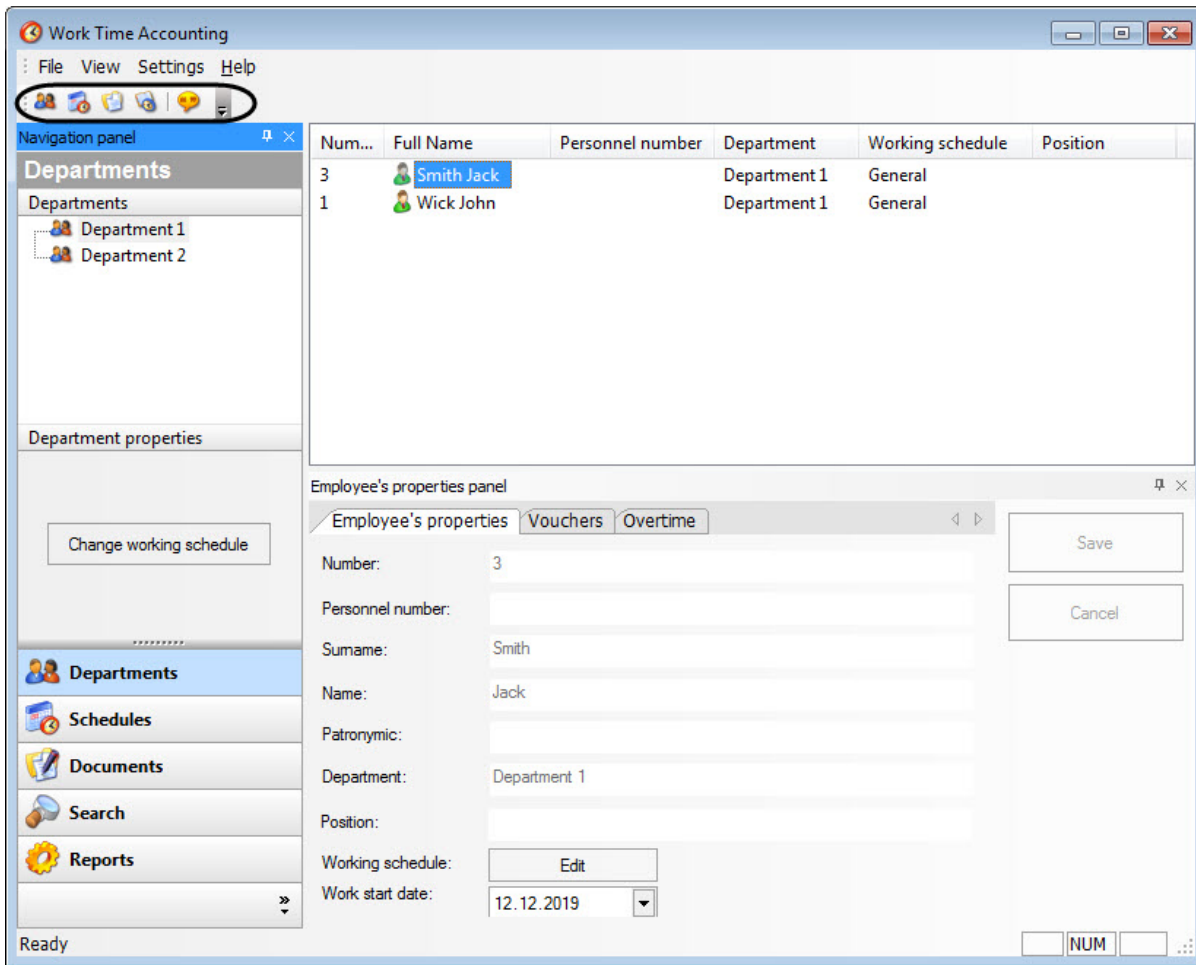 Work Time Accounting
File View Settings Help
Navigation panel
Departments
Departments
Department 1
Department 2
Department properties
Change working schedule
Departments
Schedules
Documents
Search
Reports
Num... Full Name Personnel number Department Working schedule Position
3 Smith Jack Department 1 General
1 Wick John Department 1 General
Employee's properties panel
Employee's properties Vouchers Overtime
Number: 3
Personnel number:
Surname: Smith
Name: Jack
Patronymic:
Department: Department 1
Position:
Working schedule: Edit
Work start date: 12.12.2019
Save
Cancel
Ready NUM